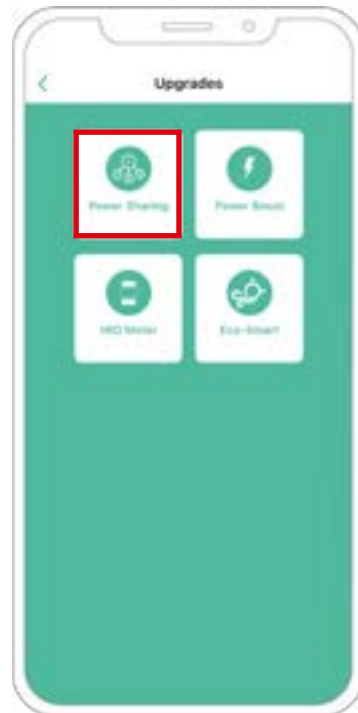 Upgrades
Power Sharing
Power Boost
MID Meter
Eco-Smart